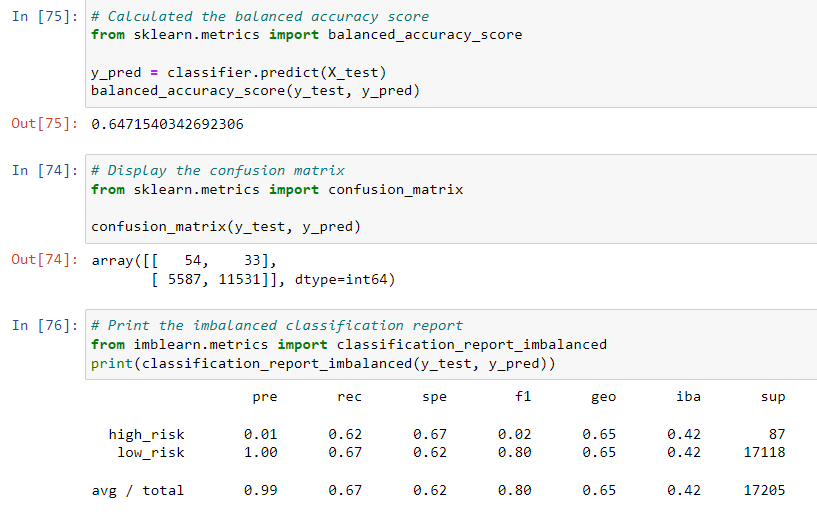 In [75]: # Calculated the balanced accuracy score
from sklearn.metrics import balanced_accuracy_score
y_pred = classifier.predict(X_test)
balanced_accuracy_score(y_test, y_pred)
Out[75]: 0.6471540342692306
In [74]: # Display the confusion matrix
from sklearn.metrics import confusion_matrix
confusion_matrix(y_test, y_pred)
Out[74]: array([[   54,    33],
       [ 5587, 11531]], dtype=int64)
In [76]: # Print the imbalanced classification report
from imblearn.metrics import classification_report_imbalanced
print(classification_report_imbalanced(y_test, y_pred))
pre rec spe f1 geo iba sup
high_risk 0.01 0.62 0.67 0.02 0.65 0.42 87
low_risk 1.00 0.67 0.62 0.80 0.65 0.42 17118
avg / total 0.99 0.67 0.62 0.80 0.65 0.42 17205